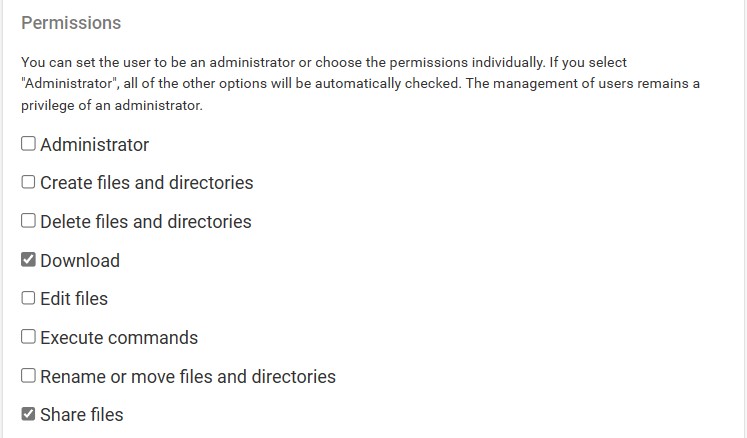 Permissions
You can set the user to be an administrator or choose the permissions individually. If you select
"Administrator", all of the other options will be automatically checked. The management of users remains a
privilege of an administrator.
Administrator
Create files and directories
Delete files and directories
Download
Edit files
Execute commands
Rename or move files and directories
Share files